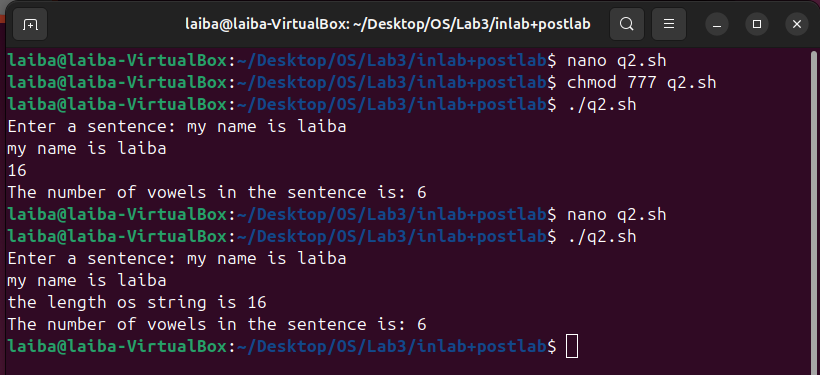 laiba@laiba-VirtualBox: ~/Desktop/OS/Lab3/inlab+postlab
laiba@laiba-VirtualBox:~/Desktop/OS/Lab3/inlab+postlab$ nano q2.sh
laiba@laiba-VirtualBox:~/Desktop/OS/Lab3/inlab+postlab$ chmod 777 q2.sh
laiba@laiba-VirtualBox:~/Desktop/OS/Lab3/inlab+postlab$ ./q2.sh
Enter a sentence: my name is laiba
my name is laiba
16
The number of vowels in the sentence is: 6
laiba@laiba-VirtualBox:~/Desktop/OS/Lab3/inlab+postlab$ nano q2.sh
laiba@laiba-VirtualBox:~/Desktop/OS/Lab3/inlab+postlab$ ./q2.sh
Enter a sentence: my name is laiba
my name is laiba
the length os string is 16
The number of vowels in the sentence is: 6
laiba@laiba-VirtualBox:~/Desktop/OS/Lab3/inlab+postlab$